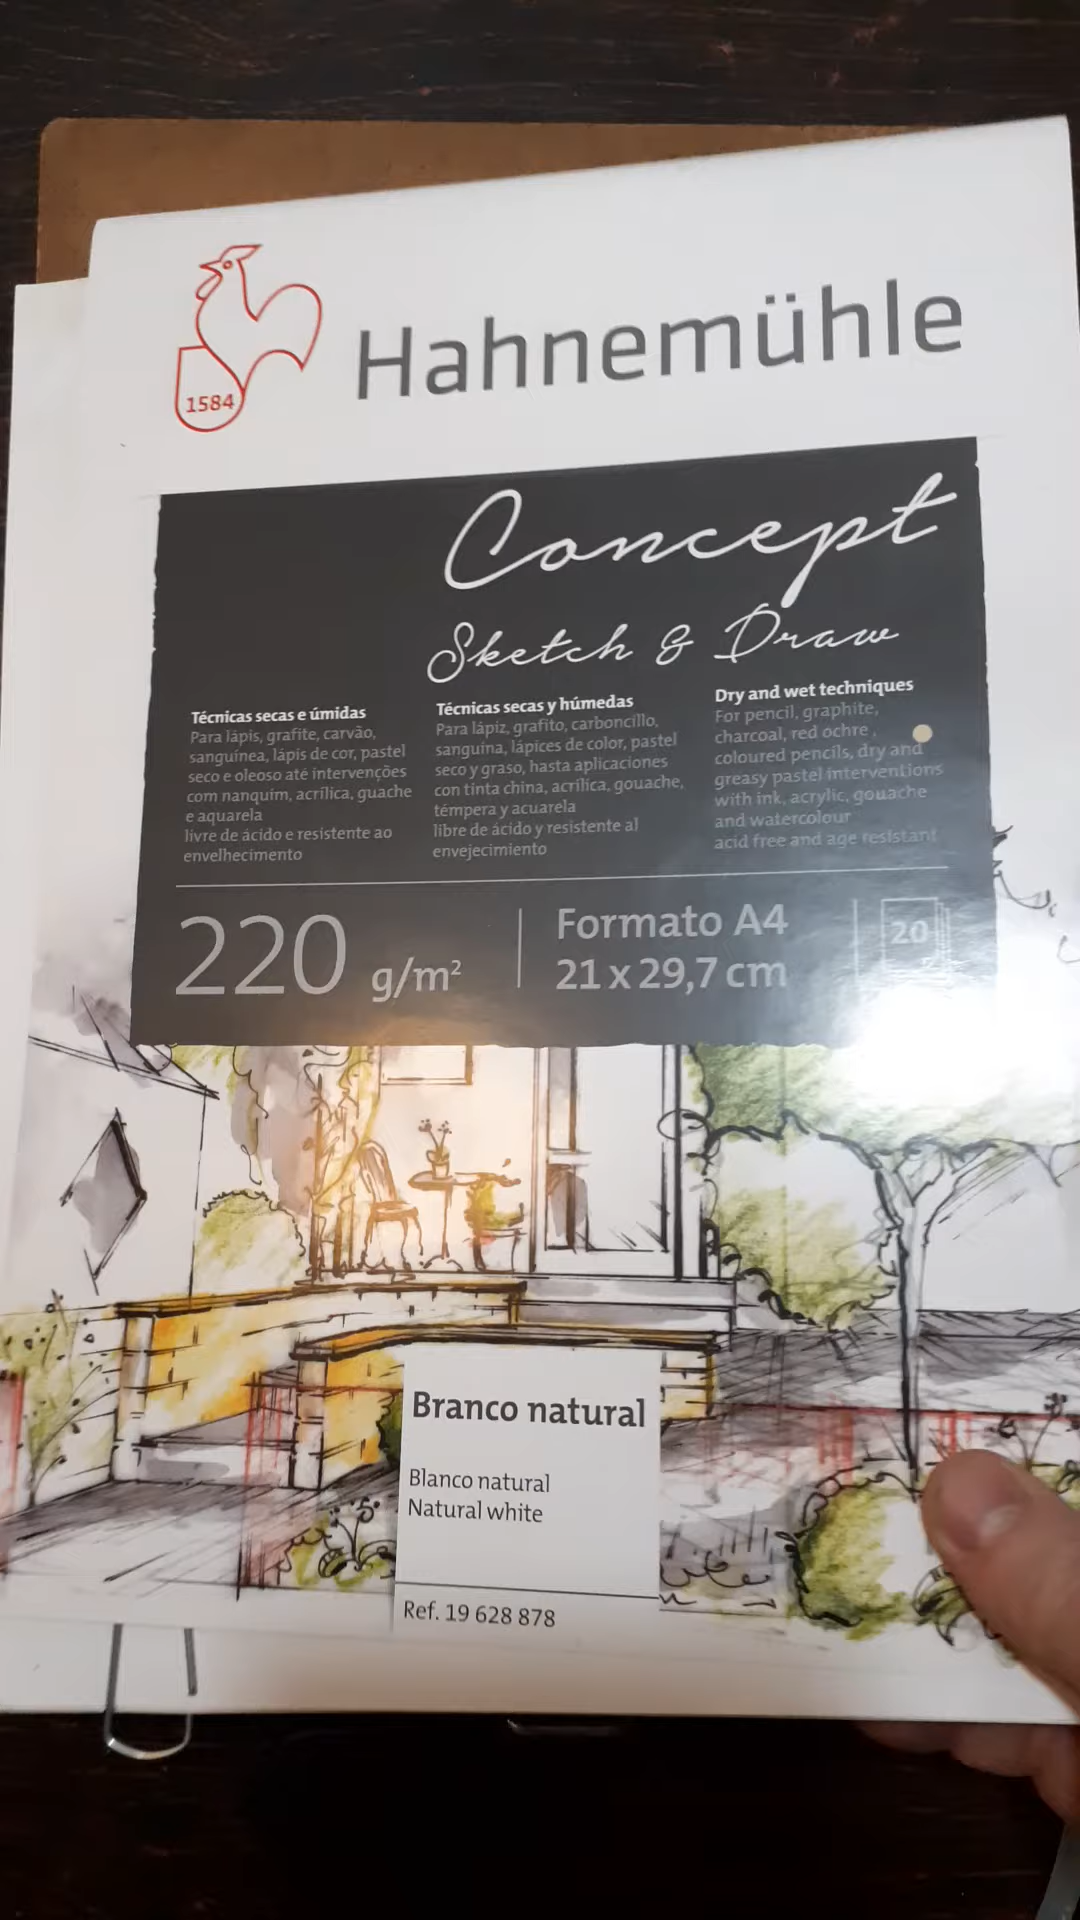 1584
Hahnemühle
Concept
Sketch & Draw
Técnicas secas e úmidas
Para lápis, grafite, carvão,
sanguínea, lápis de cor, pastel
seco e oleoso até intervenções
com nanquim, acrílica, guache
e aquarela
livre de ácido e resistente ao
envelhecimento
Técnicas secas y húmedas
Para lápiz, grafito, carboncillo,
sanguina, lápices de color, pastel
seco y graso, hasta aplicaciones
con tinta china, acrílica, gouache,
témpera y acuarela
libre de ácido y resistente al
envejecimiento
Dry and wet techniques
For pencil, graphite,
charcoal, red ochre,
coloured pencils, dry and
greasy pastel interventions
with ink, acrylic, gouache
and watercolour
acid free and age resistant
220 g/m²
Formato A4
21 x 29,7 cm
20
Branco natural
Blanco natural
Natural white
Ref. 19 628 878